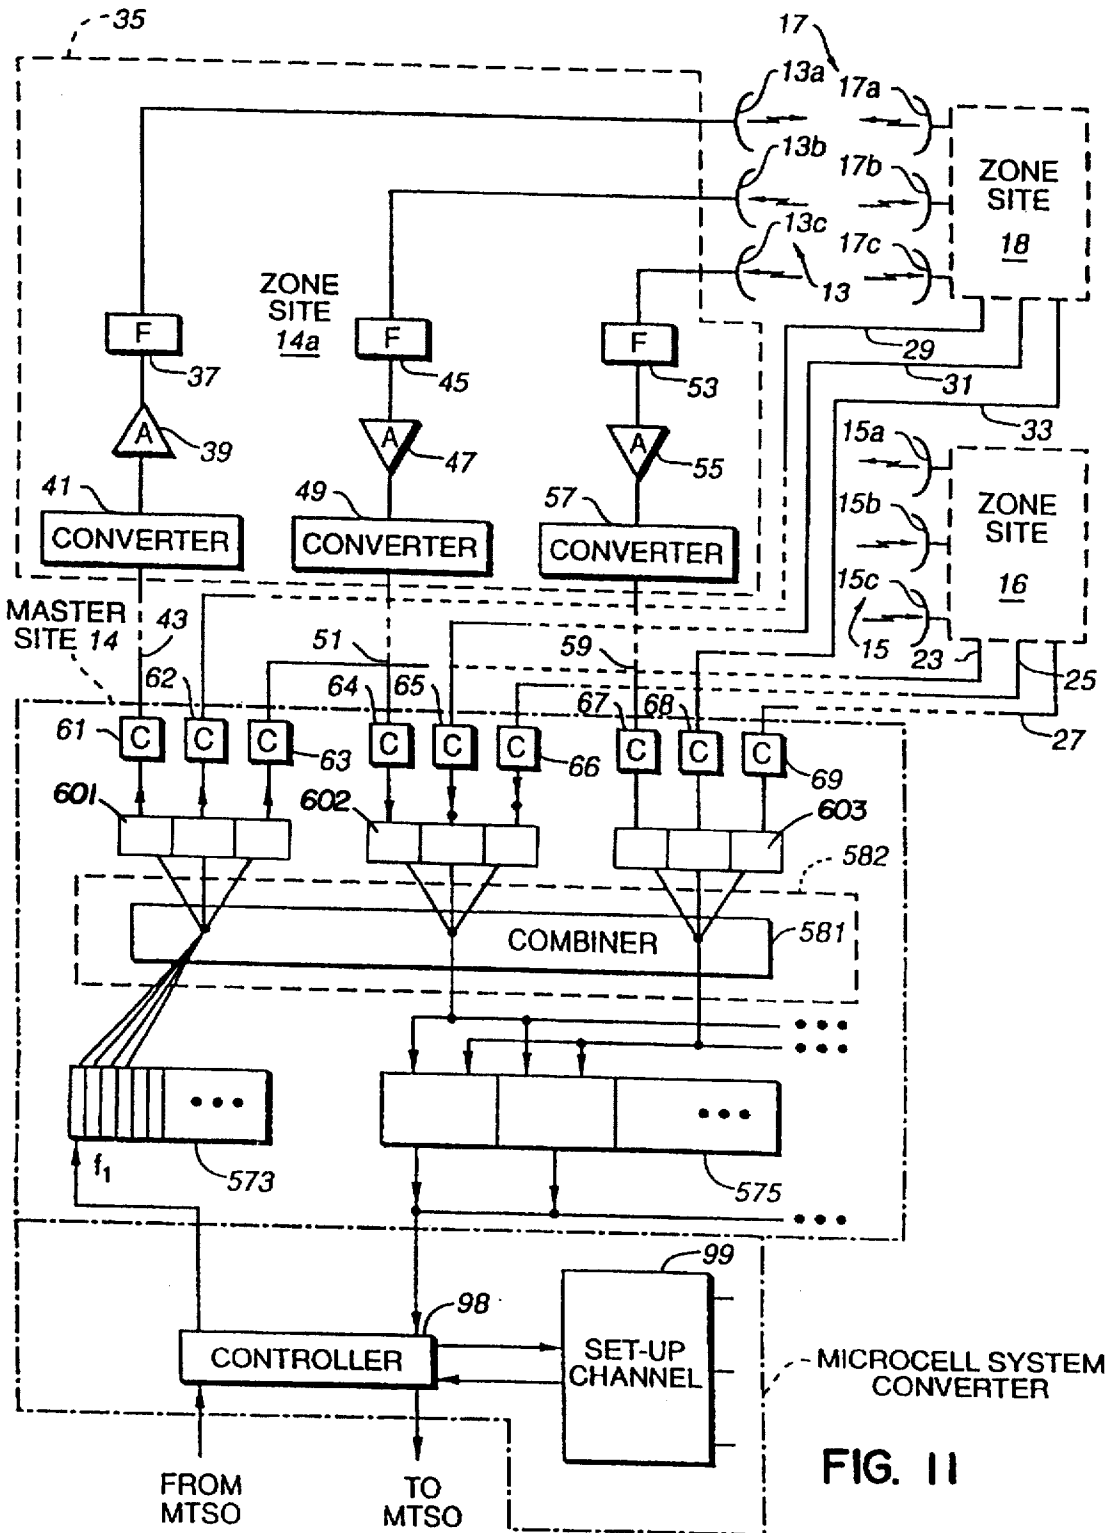 35
17
13a
17a
13b
17b
13c
17c
13
ZONE
SITE
18
ZONE
SITE
14a
F
37
F
45
F
53
29
31
33
A
39
A
47
A
55
15a
15b
15c
15
ZONE
SITE
16
41
CONVERTER
49
CONVERTER
57
CONVERTER
MASTER
SITE 14
43
62
51
64
65
59
67
68
23
25
27
61
C
C
C
63
C
C
C
66
C
C
C
69
601
602
603
582
COMBINER
581
f1
573
575
99
98
CONTROLLER
SET-UP
CHANNEL
MICROCELL SYSTEM
CONVERTER
FROM
MTSO
TO
MTSO
FIG. 11